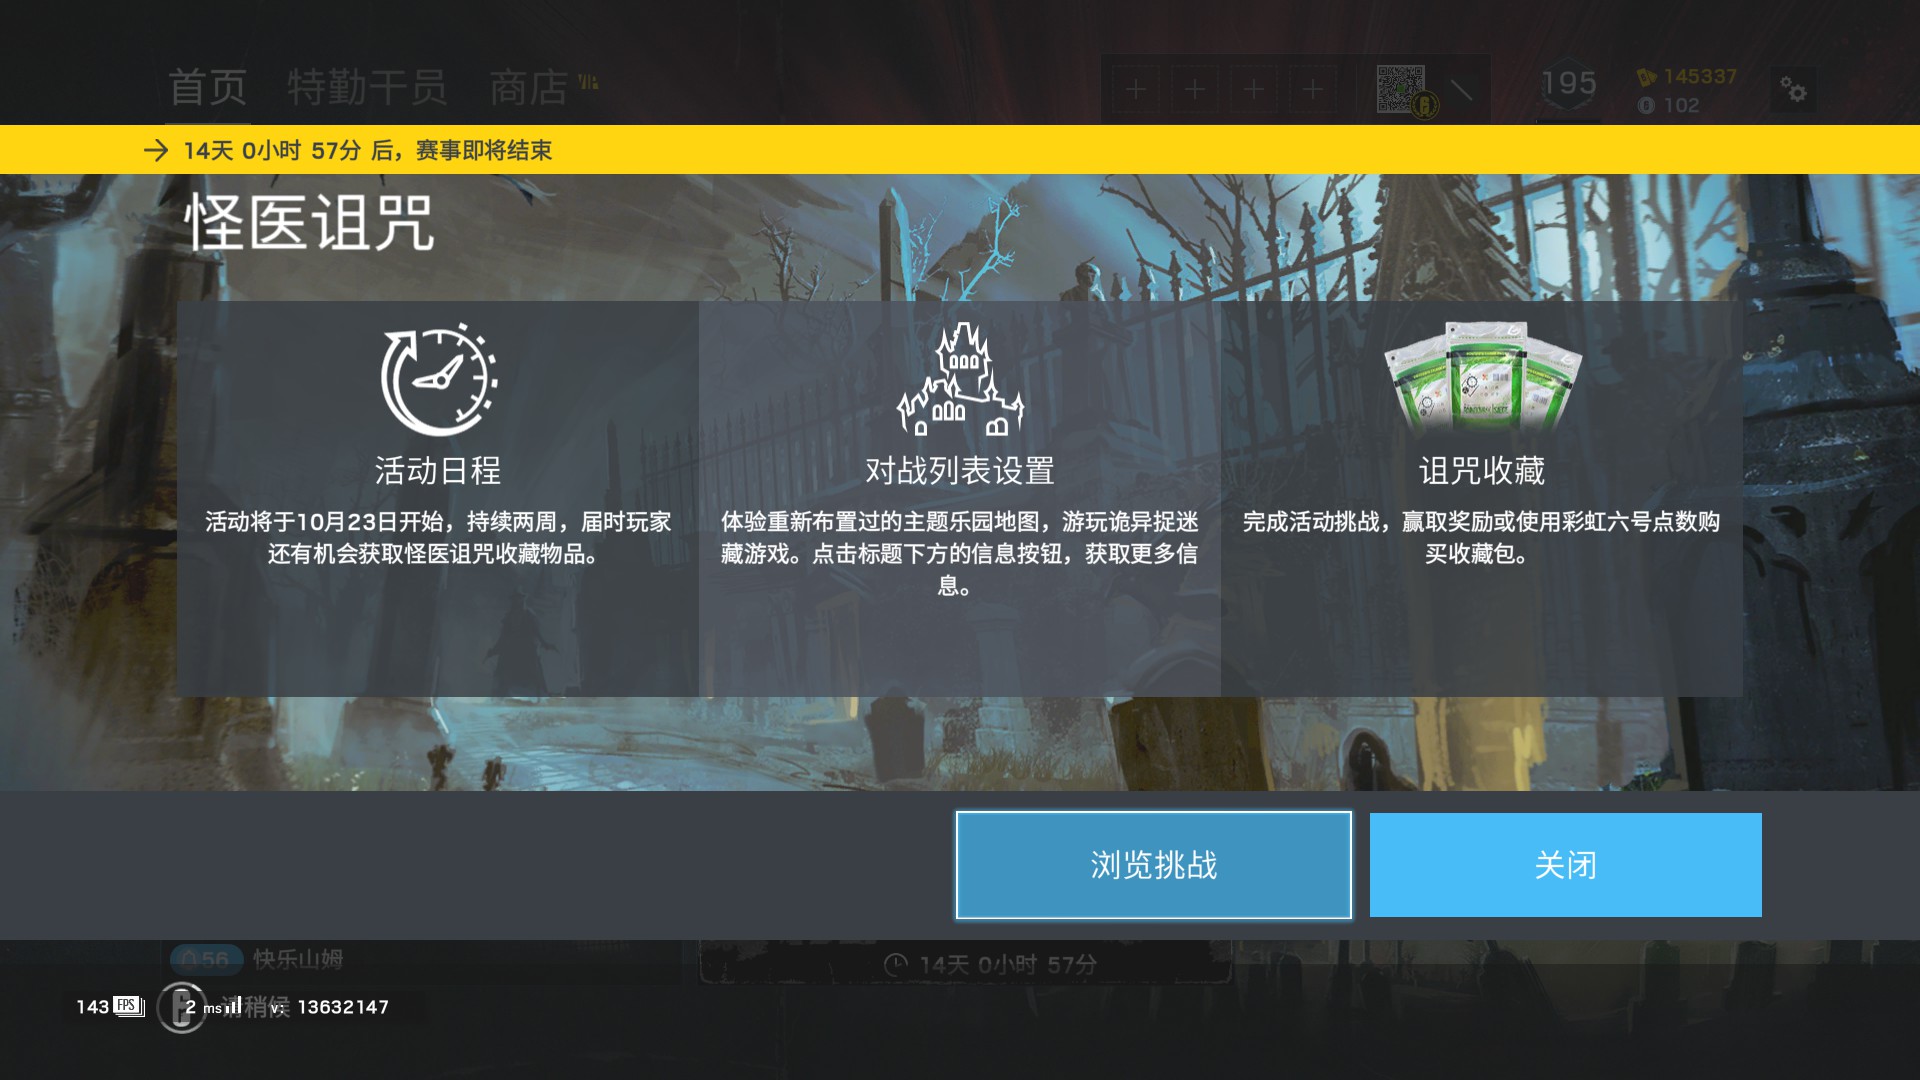 首页 特勤干员 商店
195
145337
102
14天 0小时 57分 后，赛事即将结束
怪医诅咒
活动日程
活动将于10月23日开始，持续两周，届时玩家
还有机会获取怪医诅咒收藏物品。
对战列表设置
体验重新布置过的主题乐园地图，游玩诡异捉迷
藏游戏。点击标题下方的信息按钮，获取更多信
息。
诅咒收藏
完成活动挑战，赢取奖励或使用彩虹六号点数购
买收藏包。
浏览挑战
关闭
56 快乐山姆
14天 0小时 57分
143 FPS 2 ms 请稍候 v: 13632147